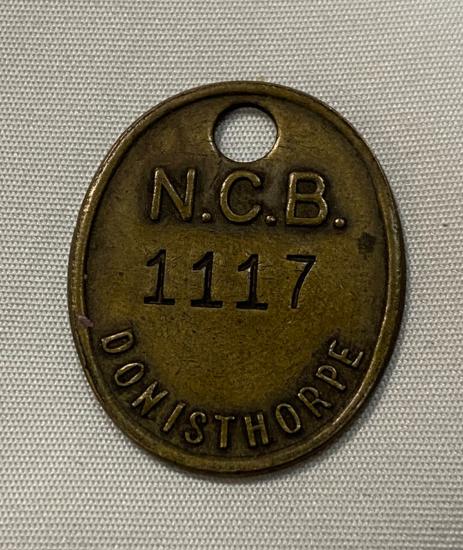 N.C.B.
1117
DONISTHORPE